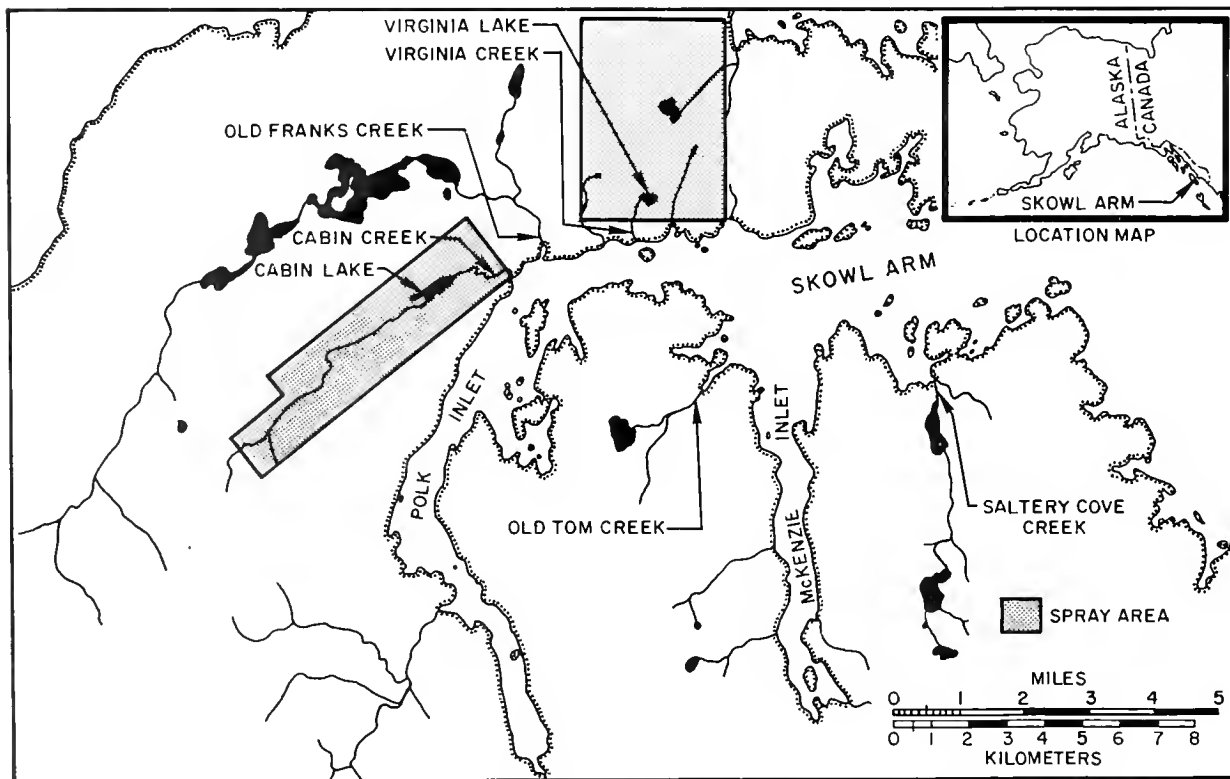 VIRGINIA LAKE
VIRGINIA CREEK
OLD FRANKS CREEK
CABIN CREEK
CABIN LAKE
ALASKA
CANADA
SKOWL ARM
LOCATION MAP
SKOWL ARM
POLK
INLET
OLD TOM CREEK
McKENZIE
INLET
SALTERY COVE
CREEK
SPRAY AREA
MILES
0 1 2 3 4 5
0 1 2 3 4 5 6 7 8
KILOMETERS